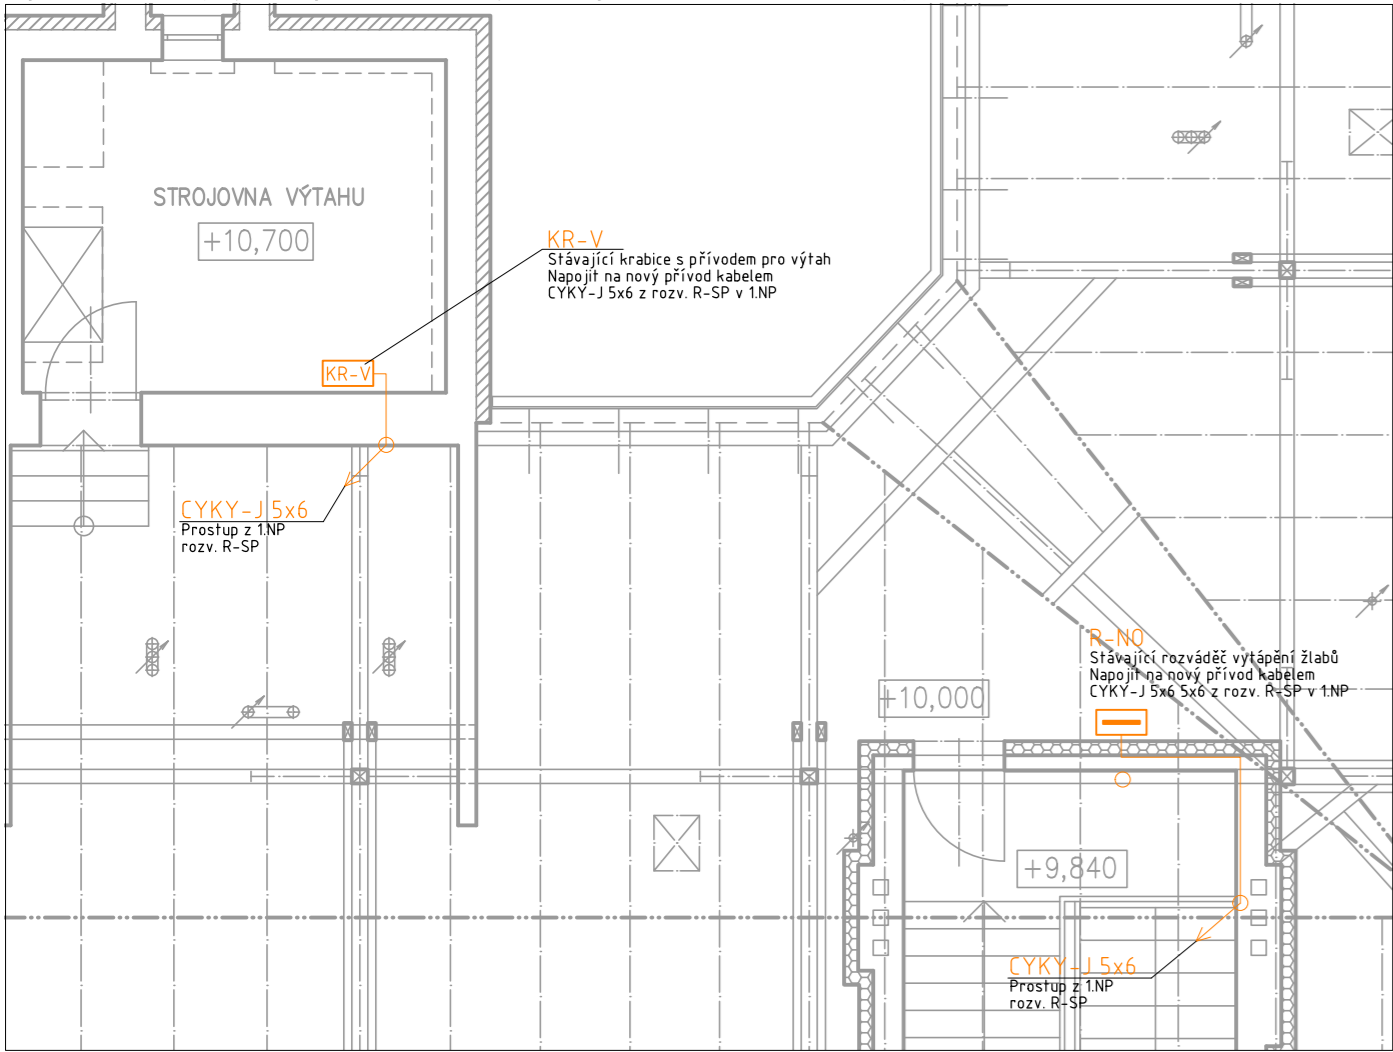 STROJOVNA VÝTAHU
+10,700
KR-V
Stávající krabice s přívodem pro výtah
Napojit na nový přívod kabelem
CYKY-J 5x6 z rozv. R-SP v 1.NP
KR-V
CYKY-J 5x6
Prostup z 1.NP
rozv. R-SP
R-NO
Stávající rozváděč vytápění žlabů
Napojit na nový přívod kabelem
CYKY-J 5x6 5x6 z rozv. R-SP v 1.NP
+10,000
+9,840
CYKY-J 5x6
Prostup z 1.NP
rozv. R-SP